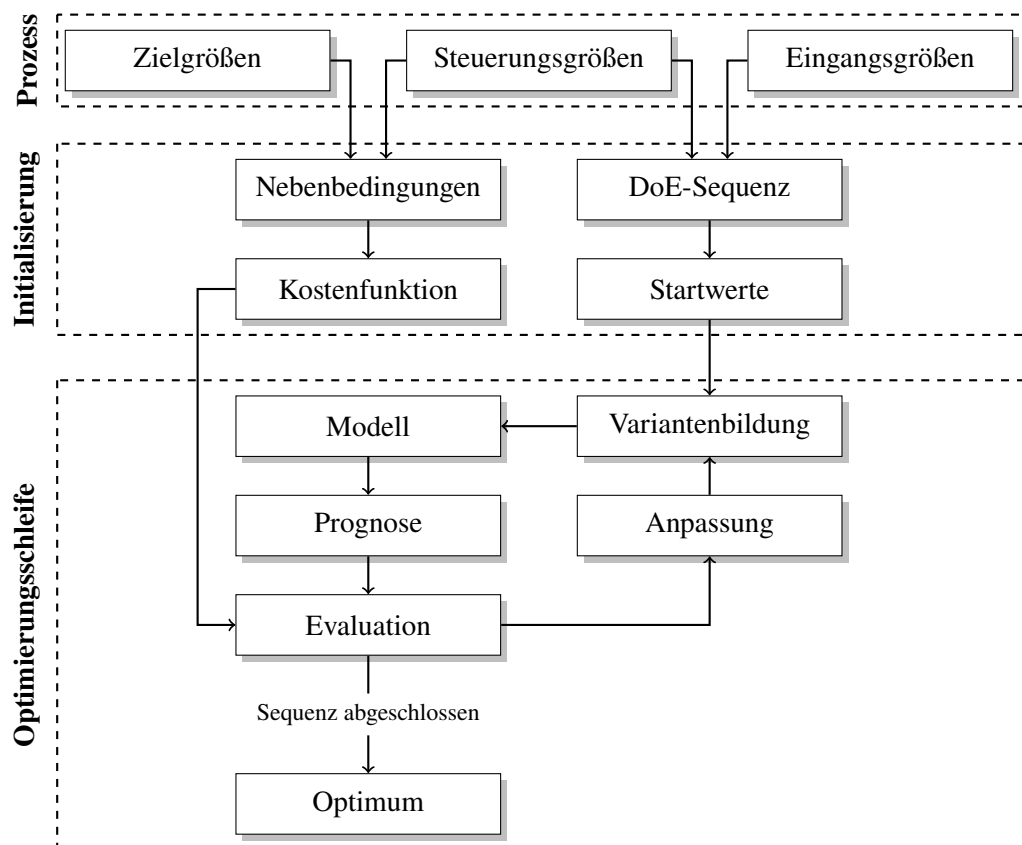 Prozess
Zielgrößen
Steuerungsgrößen
Eingangsgrößen
Initialisierung
Nebenbedingungen
DoE-Sequenz
Kostenfunktion
Startwerte
Optimierungsschleife
Modell
Variantenbildung
Prognose
Anpassung
Evaluation
Sequenz abgeschlossen
Optimum